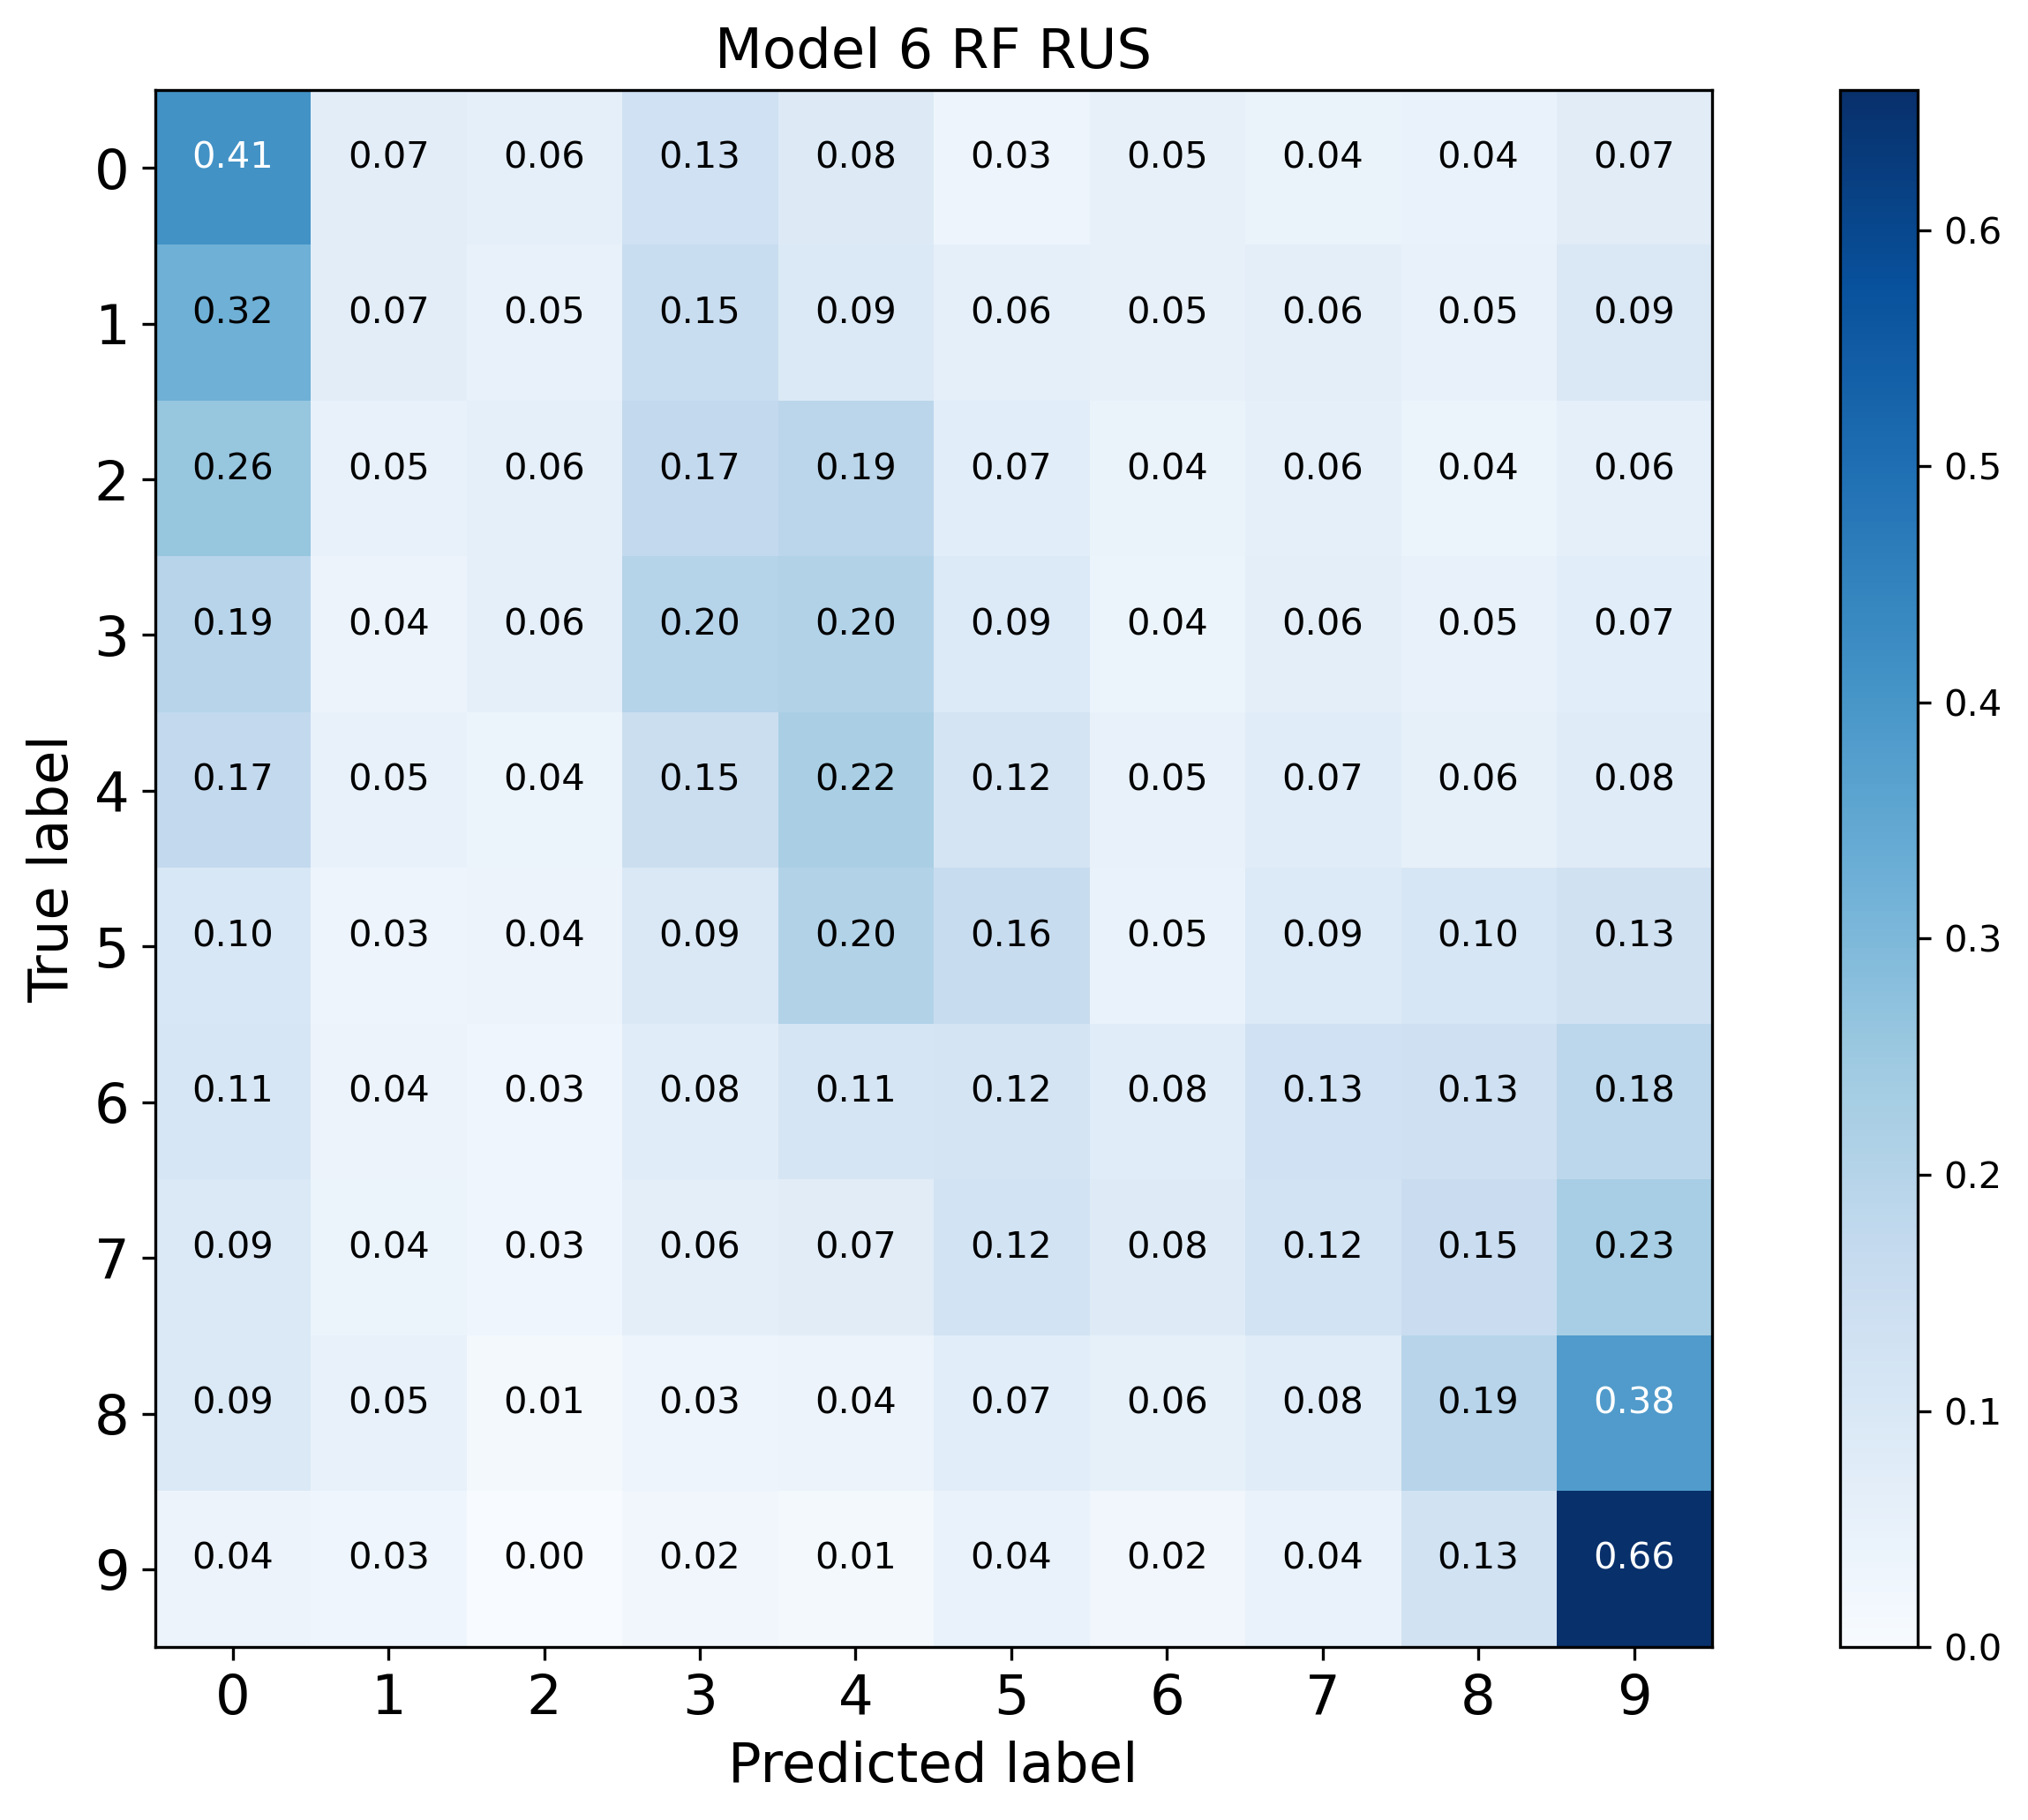 Model 6 RF RUS
0 0.41 0.07 0.06 0.13 0.08 0.03 0.05 0.04 0.04 0.07
1 0.32 0.07 0.05 0.15 0.09 0.06 0.05 0.06 0.05 0.09
2 0.26 0.05 0.06 0.17 0.19 0.07 0.04 0.06 0.04 0.06
3 0.19 0.04 0.06 0.20 0.20 0.09 0.04 0.06 0.05 0.07
4 0.17 0.05 0.04 0.15 0.22 0.12 0.05 0.07 0.06 0.08
5 0.10 0.03 0.04 0.09 0.20 0.16 0.05 0.09 0.10 0.13
6 0.11 0.04 0.03 0.08 0.11 0.12 0.08 0.13 0.13 0.18
7 0.09 0.04 0.03 0.06 0.07 0.12 0.08 0.12 0.15 0.23
8 0.09 0.05 0.01 0.03 0.04 0.07 0.06 0.08 0.19 0.38
9 0.04 0.03 0.00 0.02 0.01 0.04 0.02 0.04 0.13 0.66
0 1 2 3 4 5 6 7 8 9
Predicted label
True label
0.6
0.5
0.4
0.3
0.2
0.1
0.0